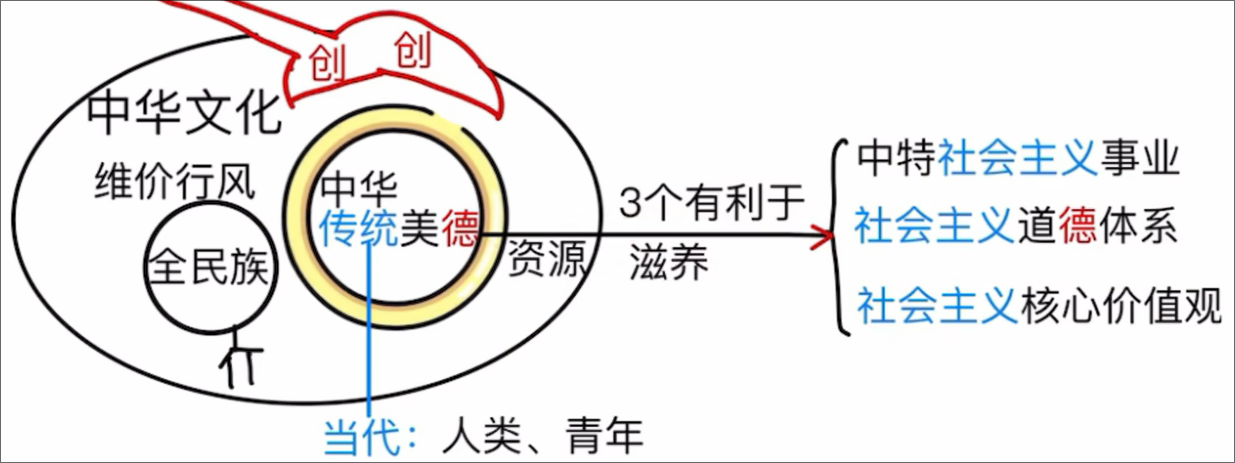 创 创
中华文化
维价行风
全民族
中华
传统美德
资源
3个有利于
滋养
中特社会主义事业
社会主义道德体系
社会主义核心价值观
当代：人类、青年